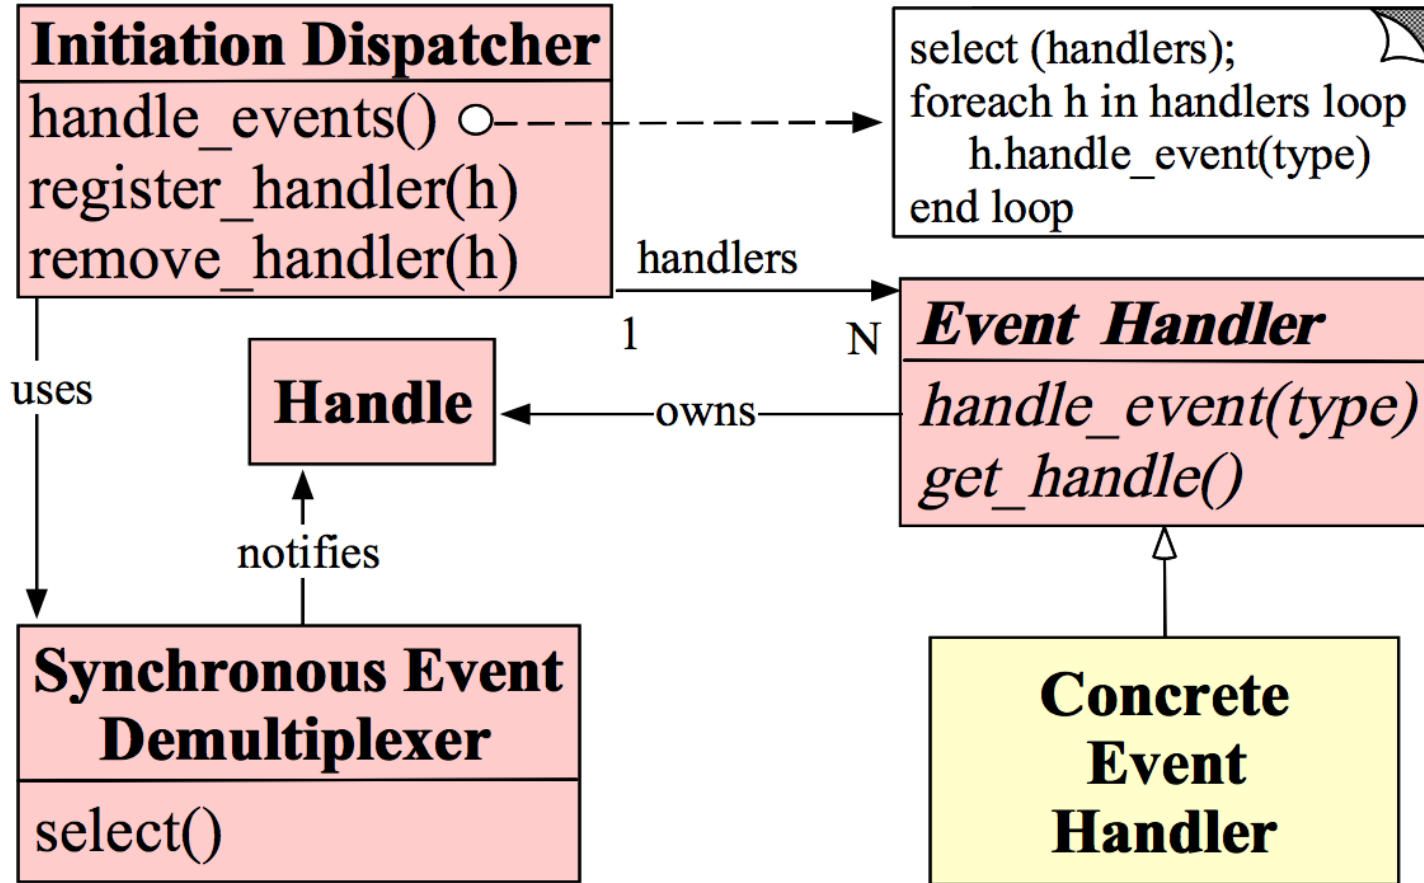 Initiation Dispatcher
handle_events()
register_handler(h)
remove_handler(h)
select (handlers);
foreach h in handlers loop
h.handle_event(type)
end loop
handlers
1
N
Event Handler
handle_event(type)
get_handle()
uses
Handle
owns
notifies
Synchronous Event
Demultiplexer
select()
Concrete
Event
Handler